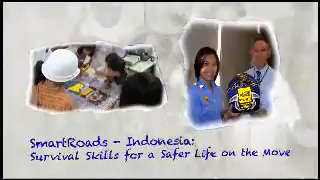 SmartRoads - Indonesia:
Survival Skills for a Safer Life on the Move